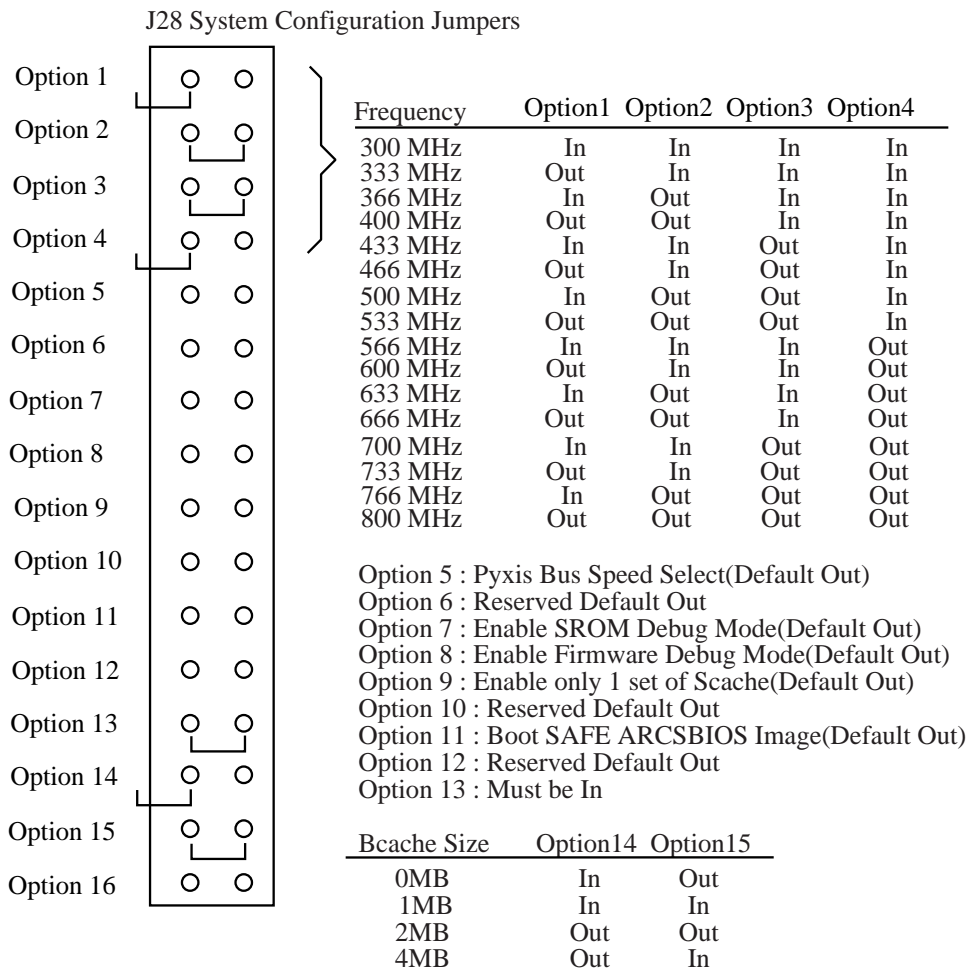 J28 System Configuration Jumpers
Option 1
Option 2
Option 3
Option 4
Option 5
Option 6
Option 7
Option 8
Option 9
Option 10
Option 11
Option 12
Option 13
Option 14
Option 15
Option 16
Frequency Option1 Option2 Option3 Option4
300 MHz In In In In
333 MHz Out In In In
366 MHz In Out In In
400 MHz Out Out In In
433 MHz In In Out In
466 MHz Out In Out In
500 MHz In Out Out In
533 MHz Out Out Out In
566 MHz In In In Out
600 MHz Out In In Out
633 MHz In Out In Out
666 MHz Out Out In Out
700 MHz In In Out Out
733 MHz Out In Out Out
766 MHz In Out Out Out
800 MHz Out Out Out Out
Option 5 : Pyxis Bus Speed Select(Default Out)
Option 6 : Reserved Default Out
Option 7 : Enable SROM Debug Mode(Default Out)
Option 8 : Enable Firmware Debug Mode(Default Out)
Option 9 : Enable only 1 set of Scache(Default Out)
Option 10 : Reserved Default Out
Option 11 : Boot SAFE ARCSBIOS Image(Default Out)
Option 12 : Reserved Default Out
Option 13 : Must be In
Bcache Size Option14 Option15
0MB In Out
1MB In In
2MB Out Out
4MB Out In